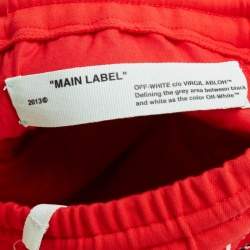 "MAIN LABEL"
2013©
OFF-WHITE c/o VIRGIL ABLOH™
Defining the grey area between black
and white as the color Off-White™